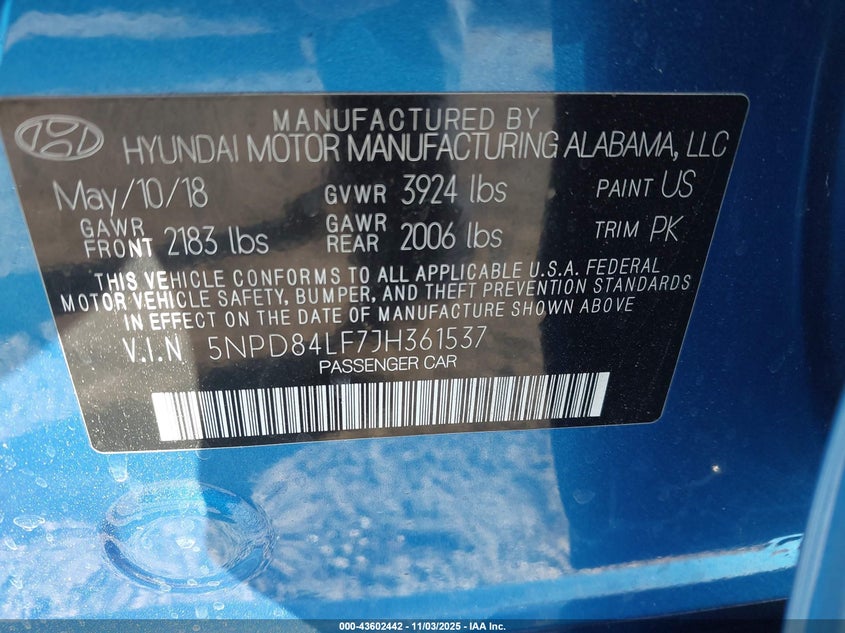 MANUFACTURED BY
HYUNDAI MOTOR MANUFACTURING ALABAMA, LLC
May/10/18 GVWR 3924 lbs PAINT US
GAWR FRONT 2183 lbs GAWR REAR 2006 lbs TRIM PK
THIS VEHICLE CONFORMS TO ALL APPLICABLE U.S.A. FEDERAL
MOTOR VEHICLE SAFETY, BUMPER, AND THEFT PREVENTION STANDARDS
IN EFFECT ON THE DATE OF MANUFACTURE SHOWN ABOVE
V.I.N 5NPD84LF7JH361537
PASSENGER CAR
000-43602442 - 11/03/2025 - IAA Inc.